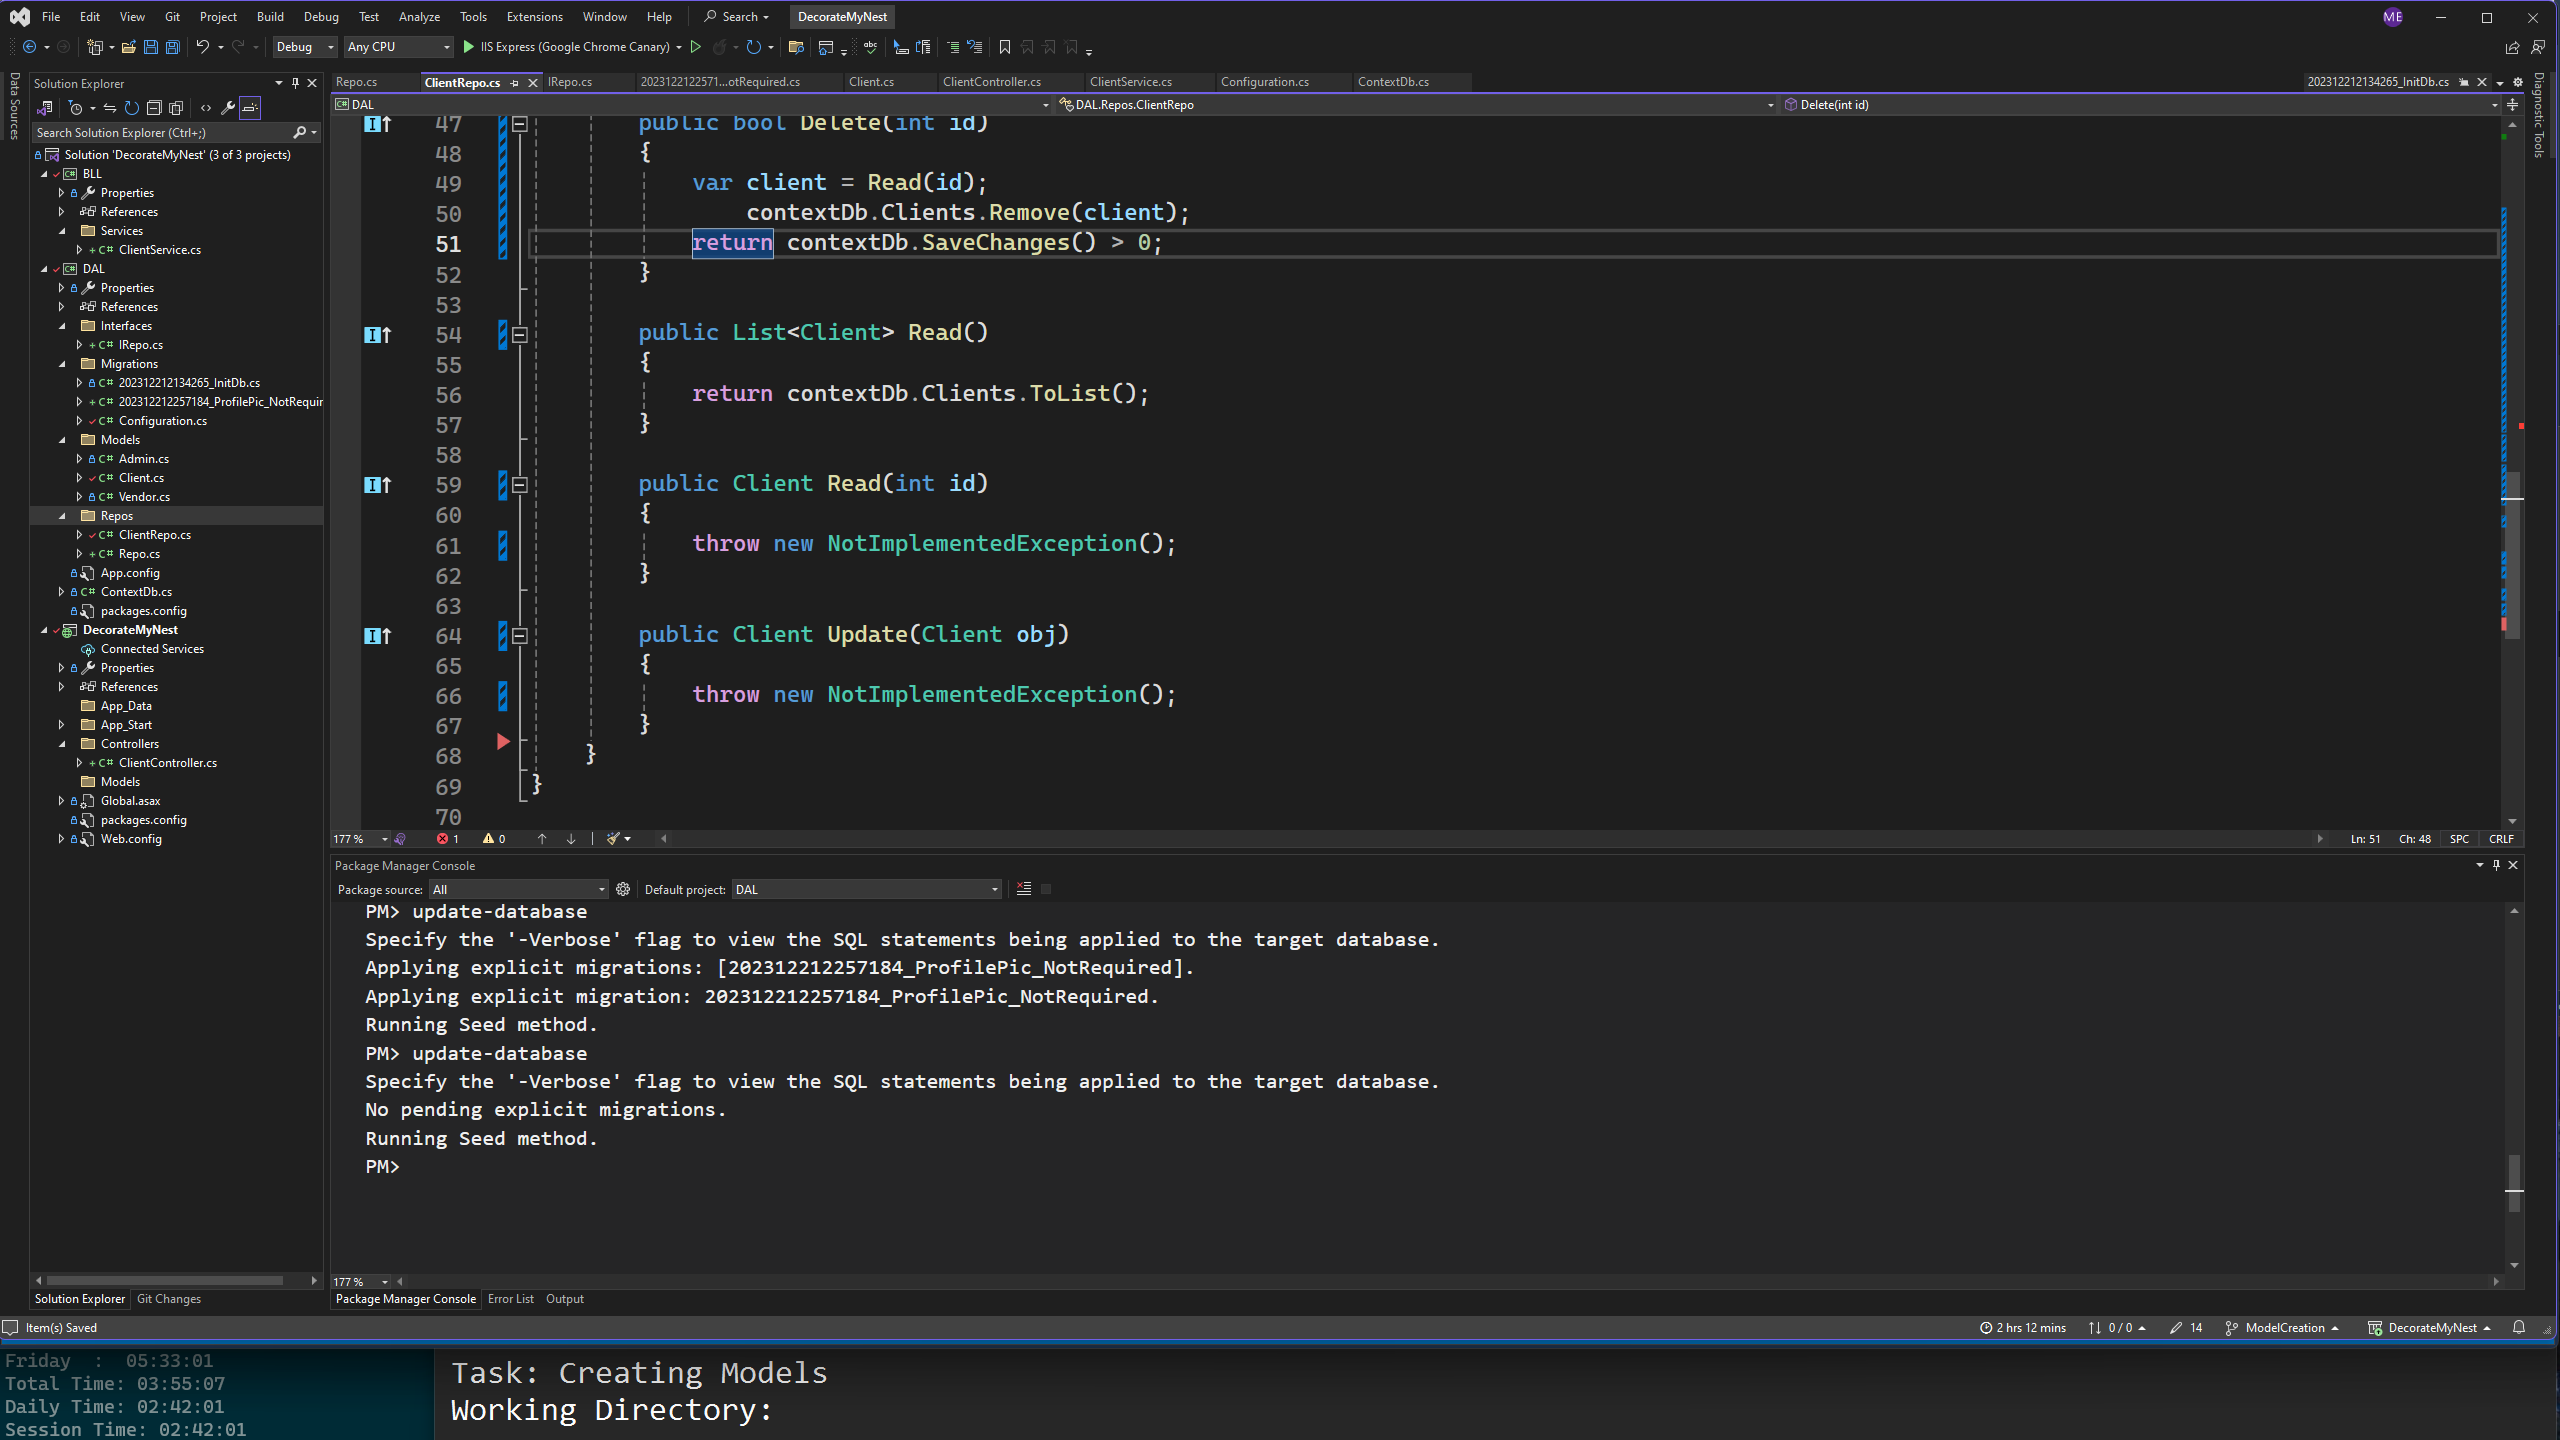 File Edit View Git Project Build Debug Test Analyze Tools Extensions Window Help Search DecorateMyNest ME
Debug Any CPU IIS Express (Google Chrome Canary)
Data Sources
Solution Explorer
Search Solution Explorer (Ctrl+;)
Solution 'DecorateMyNest' (3 of 3 projects)
BLL
Properties
References
Services
C# ClientService.cs
DAL
Properties
References
Interfaces
C# IRepo.cs
Migrations
C# 202312212134265_InitDb.cs
C# 202312212257184_ProfilePic_NotRequir
C# Configuration.cs
Models
C# Admin.cs
C# Client.cs
C# Vendor.cs
Repos
C# ClientRepo.cs
C# Repo.cs
App.config
C# ContextDb.cs
packages.config
DecorateMyNest
Connected Services
Properties
References
App_Data
App_Start
Controllers
C# ClientController.cs
Models
Global.asax
packages.config
Web.config
Solution Explorer Git Changes
Repo.cs ClientRepo.cs IRepo.cs 2023122122571...otRequired.cs Client.cs ClientController.cs ClientService.cs Configuration.cs ContextDb.cs 202312212134265_InitDb.cs
DAL DAL.Repos.ClientRepo Delete(int id)
47 public bool Delete(int id)
48 {
49 var client = Read(id);
50 contextDb.Clients.Remove(client);
51 return contextDb.SaveChanges() > 0;
52 }
53
54 public List<Client> Read()
55 {
56 return contextDb.Clients.ToList();
57 }
58
59 public Client Read(int id)
60 {
61 throw new NotImplementedException();
62 }
63
64 public Client Update(Client obj)
65 {
66 throw new NotImplementedException();
67 }
68 }
69 }
70
177 % 1 0 Ln: 51 Ch: 48 SPC CRLF
Diagnostic Tools
Package Manager Console
Package source: All Default project: DAL
PM> update-database
Specify the '-Verbose' flag to view the SQL statements being applied to the target database.
Applying explicit migrations: [202312212257184_ProfilePic_NotRequired].
Applying explicit migration: 202312212257184_ProfilePic_NotRequired.
Running Seed method.
PM> update-database
Specify the '-Verbose' flag to view the SQL statements being applied to the target database.
No pending explicit migrations.
Running Seed method.
PM>
177 %
Package Manager Console Error List Output
Item(s) Saved 2 hrs 12 mins 0 / 0 14 ModelCreation DecorateMyNest
Friday : 05:33:01
Total Time: 03:55:07
Daily Time: 02:42:01
Session Time: 02:42:01
Task: Creating Models
Working Directory: